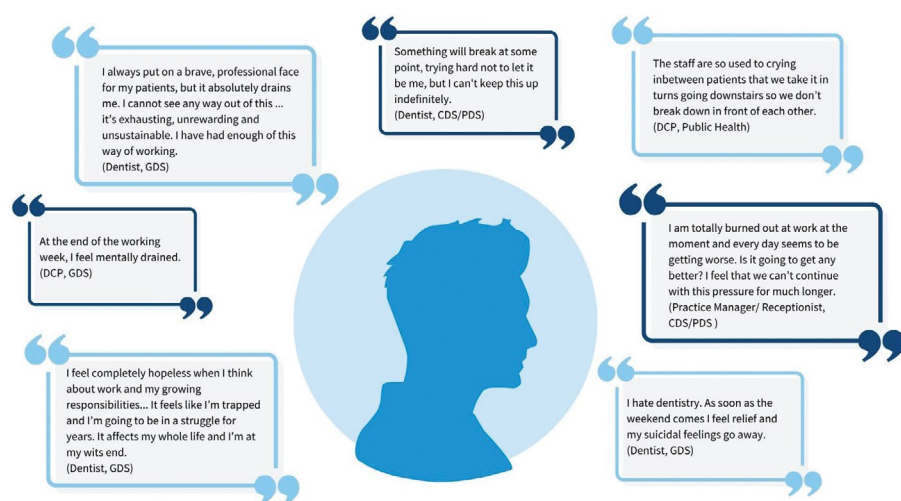 I always put on a brave, professional face
for my patients, but it absolutely drains
me. I cannot see any way out of this ...
it's exhausting, unrewarding and
unsustainable. I have had enough of this
way of working.
(Dentist, GDS)
Something will break at some
point, trying hard not to let it
be me, but I can't keep this up
indefinitely.
(Dentist, CDS/PDS)
The staff are so used to crying
inbetween patients that we take it in
turns going downstairs so we don't
break down in front of each other.
(DCP, Public Health)
At the end of the working
week, I feel mentally drained.
(DCP, GDS)
I am totally burned out at work at the
moment and every day seems to be
getting worse. Is it going to get any
better? I feel that we can't continue
with this pressure for much longer.
(Practice Manager/ Receptionist,
CDS/PDS )
I feel completely hopeless when I think
about work and my growing
responsibilities... It feels like I'm trapped
and I'm going to be in a struggle for
years. It affects my whole life and I'm at
my wits end.
(Dentist, GDS)
I hate dentistry. As soon as the
weekend comes I feel relief and
my suicidal feelings go away.
(Dentist, GDS)